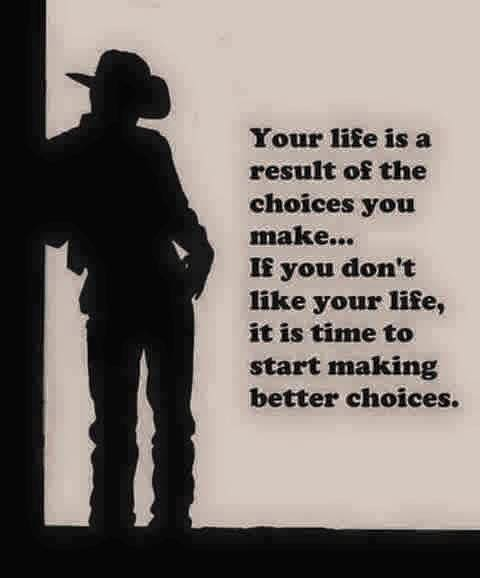 Your life is a
result of the
choices you
make...
If you don't
like your life,
it is time to
start making
better choices.